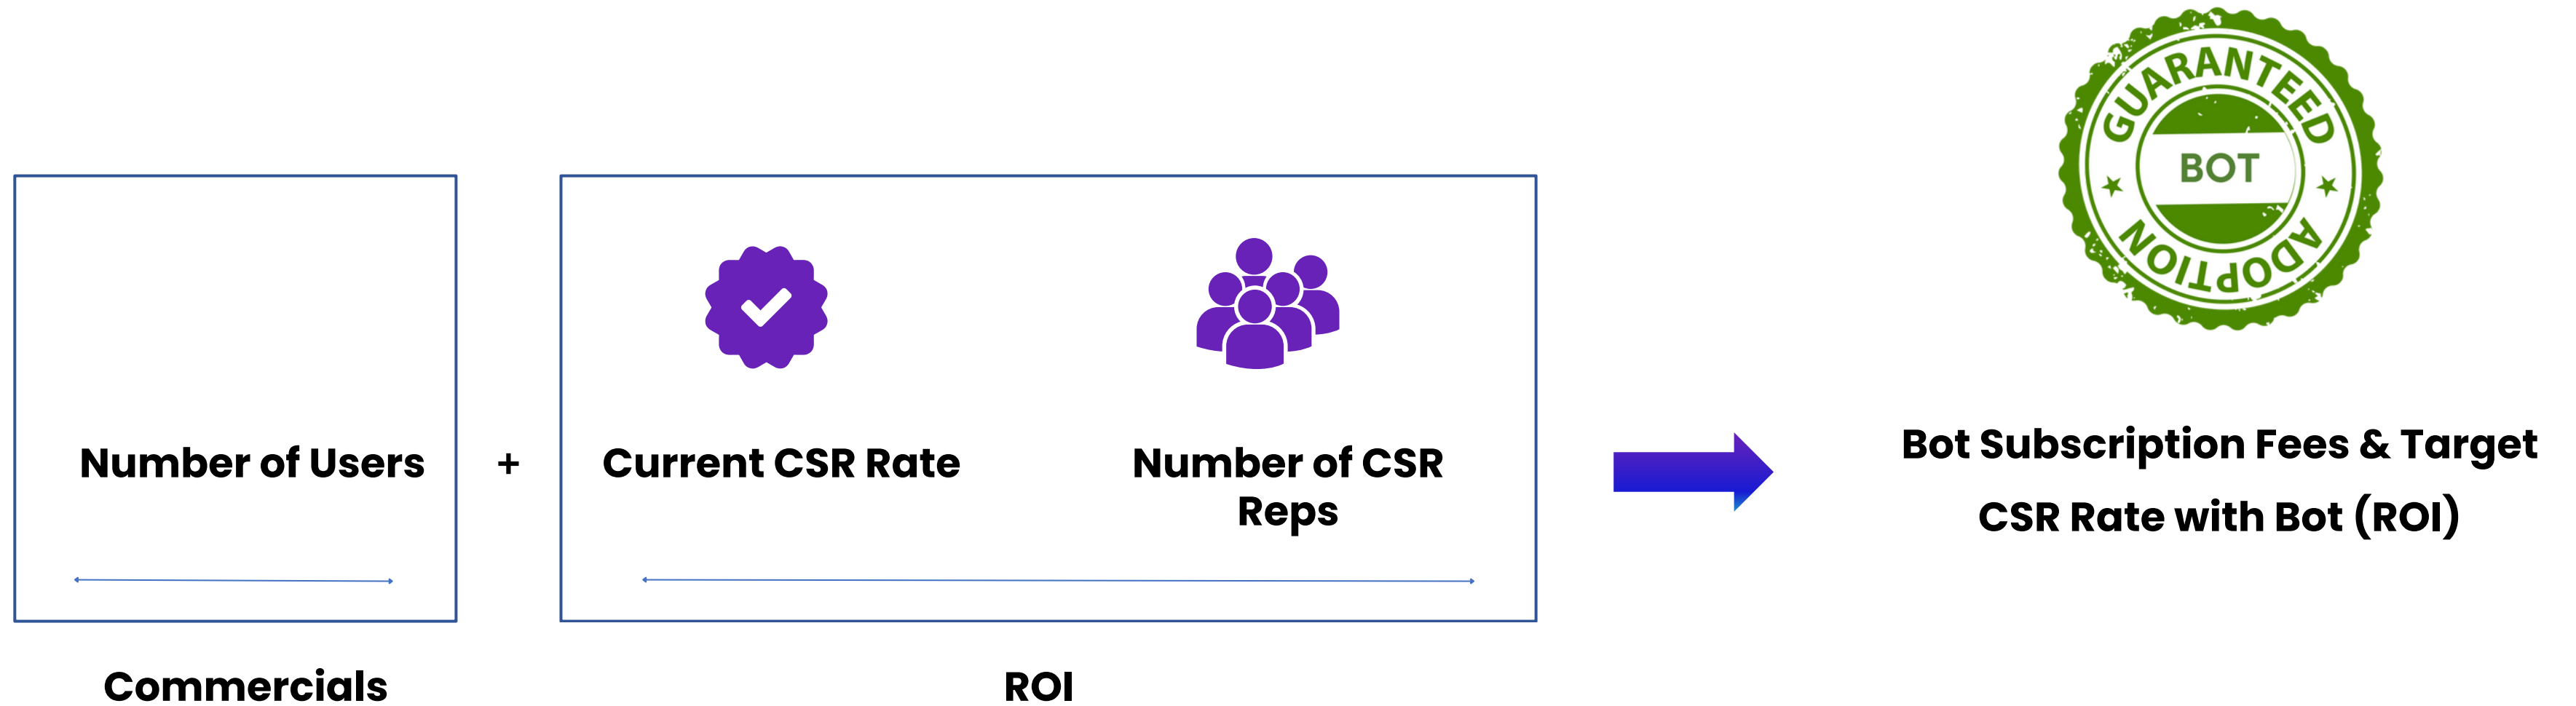 GUARANTEED
BOT
ADOPTION
Number of Users
+
Current CSR Rate
Number of CSR
Reps
Bot Subscription Fees & Target
CSR Rate with Bot (ROI)
Commercials
ROI